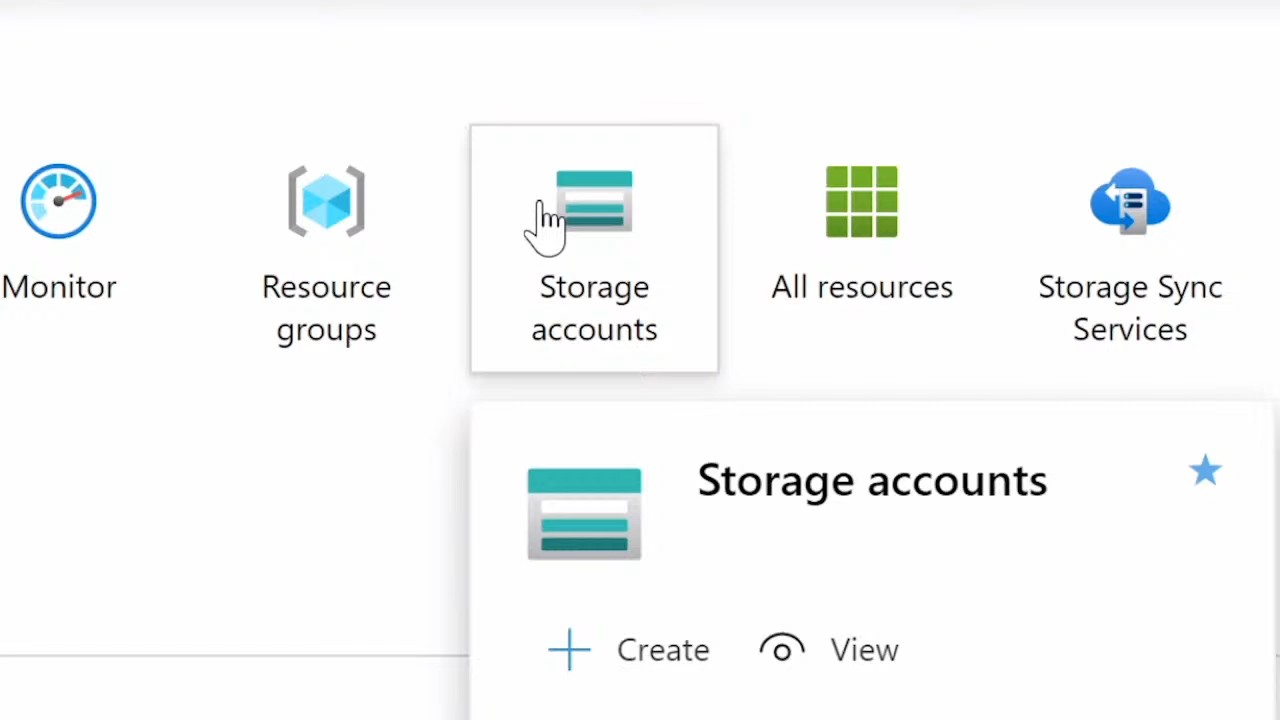 Monitor
Resource
groups
Storage
accounts
All resources
Storage Sync
Services
Storage accounts
Create
View